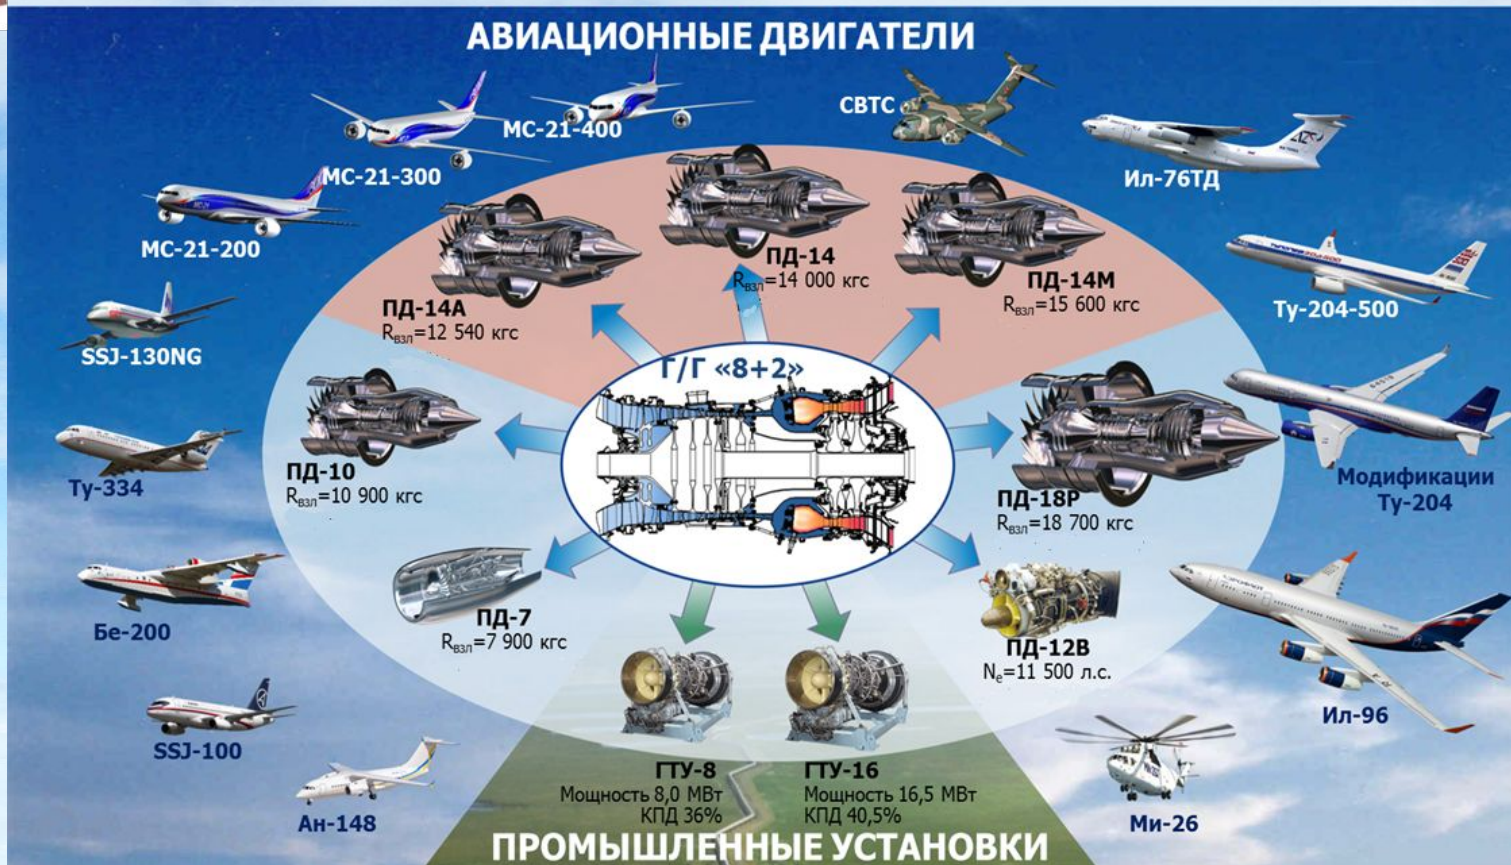 АВИАЦИОННЫЕ ДВИГАТЕЛИ
МС-21-400
СВТС
МС-21-300
Ил-76ТД
МС-21-200
ПД-14
Rвзл=14 000 кгс
ПД-14М
Rвзл=15 600 кгс
ПД-14А
Rвзл=12 540 кгс
Ту-204-500
SSJ-130NG
Г/Г «8+2»
ПД-10
Rвзл=10 900 кгс
ПД-18Р
Rвзл=18 700 кгс
Ту-334
Модификации
Ту-204
ПД-7
Rвзл=7 900 кгс
ПД-12В
Nе=11 500 л.с.
Бе-200
Ил-96
SSJ-100
ГТУ-8
Мощность 8,0 МВт
КПД 36%
ГТУ-16
Мощность 16,5 МВт
КПД 40,5%
Ан-148
Ми-26
ПРОМЫШЛЕННЫЕ УСТАНОВКИ